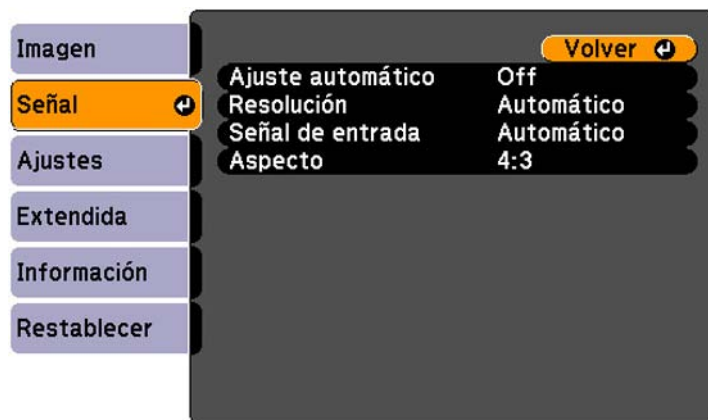 Imagen
Señal
Ajustes
Extendida
Información
Restablecer
Volver
Ajuste automático Off
Resolución Automático
Señal de entrada Automático
Aspecto 4:3